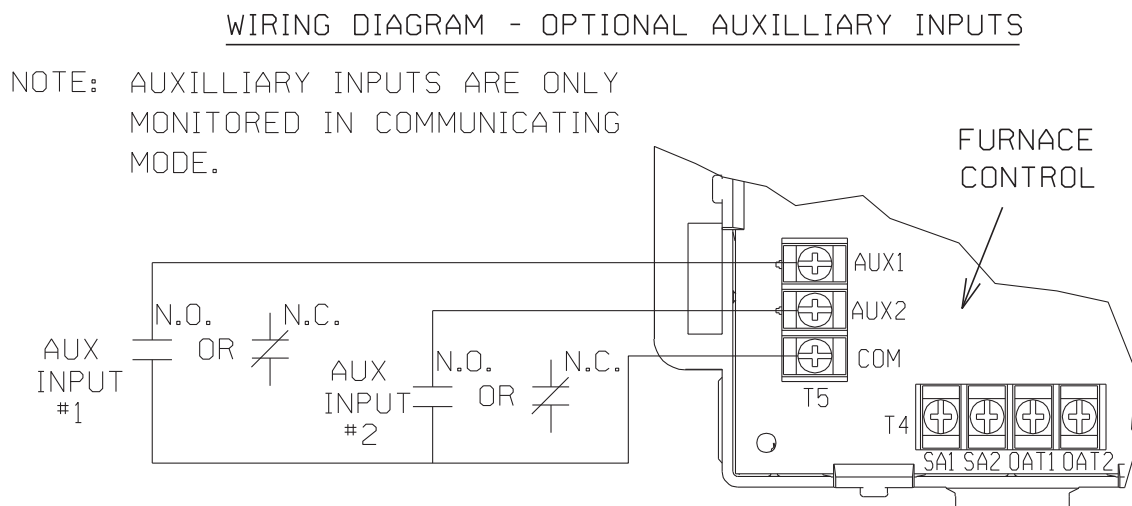 WIRING DIAGRAM - OPTIONAL AUXILLIARY INPUTS
NOTE: AUXILLIARY INPUTS ARE ONLY
MONITORED IN COMMUNICATING
MODE.
FURNACE
CONTROL
AUX1
AUX2
COM
T5
N.O. OR N.C.
AUX
INPUT
#1
N.O. OR N.C.
AUX
INPUT
#2
T4
SA1 SA2 OAT1 OAT2